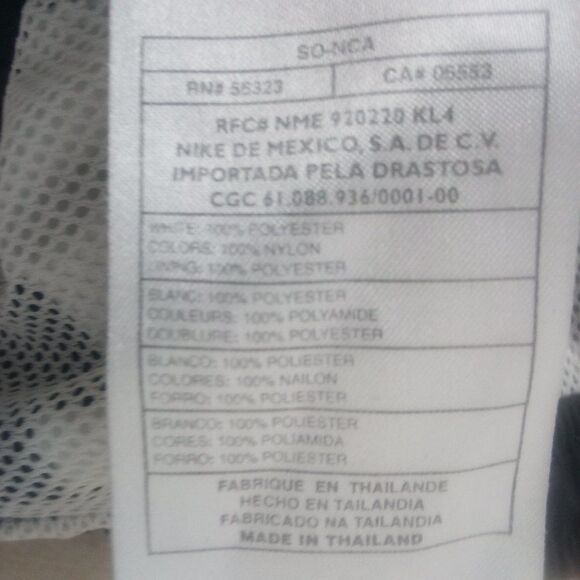 SO-NCA
RN# 56323 CA# 05553
RFC# NME 920220 KL4
NIKE DE MEXICO, S.A. DE C.V.
IMPORTADA PELA DRASTOSA
CGC 61.088.936/0001-00
WHITE: 100% POLYESTER
COLORS: 100% NYLON
LINING: 100% POLYESTER
BLANC: 100% POLYESTER
COULEURS: 100% POLYAMIDE
DOUBLURE: 100% POLYESTER
BLANCO: 100% POLIESTER
COLORES: 100% NAILON
FORRO: 100% POLIESTER
BRANCO: 100% POLIESTER
CORES: 100% POLIAMIDA
FORRO: 100% POLIESTER
FABRIQUE EN THAILANDE
HECHO EN TAILANDIA
FABRICADO NA TAILANDIA
MADE IN THAILAND